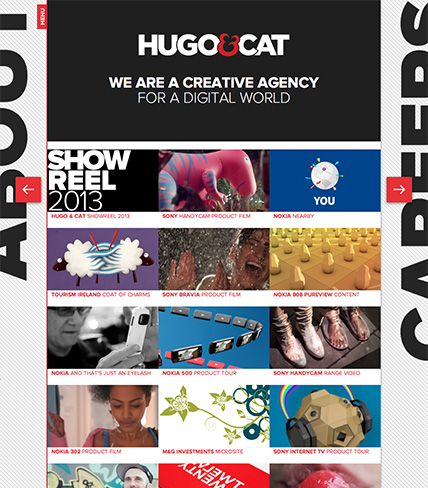 MENU
HUGO&CAT
WE ARE A CREATIVE AGENCY
FOR A DIGITAL WORLD
ABOUT
CAREERS
SHOW
REEL
2013
YOU
HUGO & CAT SHOWREEL 2013
SONY HANDYCAM PRODUCT FILM
NOKIA NEARBY
TOURISM IRELAND COAT OF CHARMS
SONY BRAVIA PRODUCT FILM
NOKIA 808 PUREVIEW CONTENT
NOKIA AND THAT'S JUST AN EYELASH
NOKIA 500 PRODUCT TOUR
SONY HANDYCAM RANGE VIDEO
NOKIA 302 PRODUCT FILM
M&G INVESTMENTS MICROSITE
SONY INTERNET TV PRODUCT TOUR
TWENTY